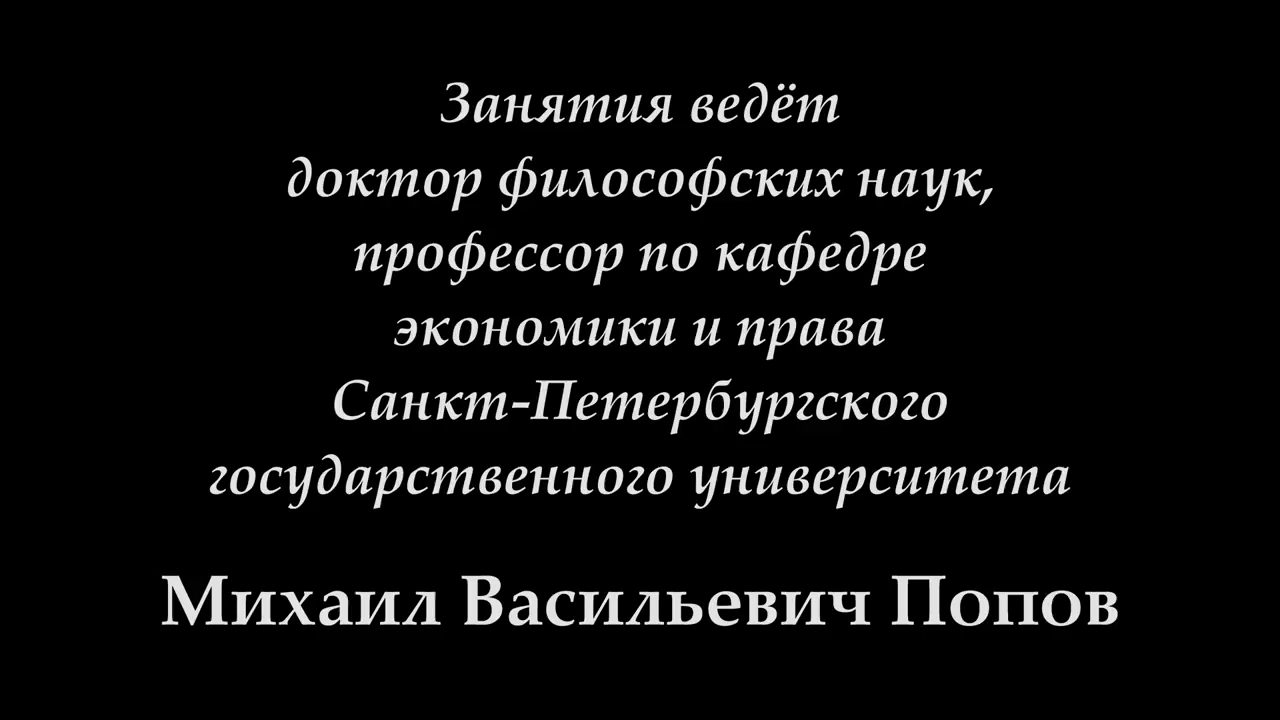 Занятия ведёт
доктор философских наук,
профессор по кафедре
экономики и права
Санкт-Петербургского
государственного университета
Михаил Васильевич Попов